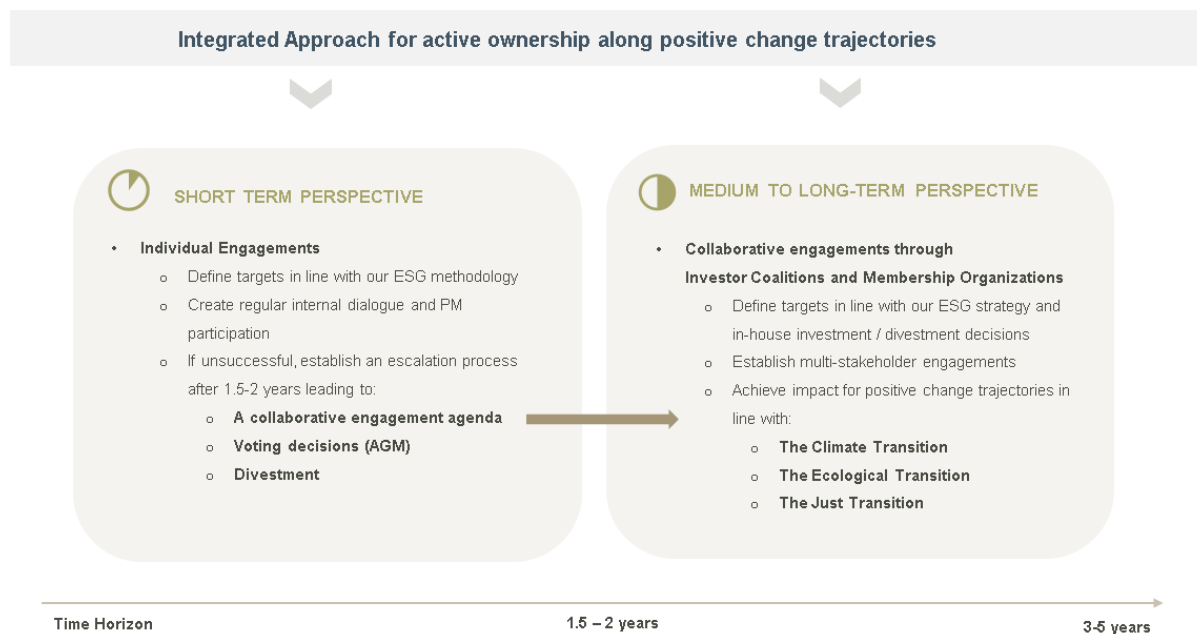 Integrated Approach for active ownership along positive change trajectories
SHORT TERM PERSPECTIVE
• Individual Engagements
o Define targets in line with our ESG methodology
o Create regular internal dialogue and PM
participation
o If unsuccessful, establish an escalation process
after 1.5-2 years leading to:
o A collaborative engagement agenda
o Voting decisions (AGM)
o Divestment
MEDIUM TO LONG-TERM PERSPECTIVE
• Collaborative engagements through
Investor Coalitions and Membership Organizations
o Define targets in line with our ESG strategy and
in-house investment / divestment decisions
o Establish multi-stakeholder engagements
o Achieve impact for positive change trajectories in
line with:
o The Climate Transition
o The Ecological Transition
o The Just Transition
Time Horizon
1.5 – 2 years
3-5 years